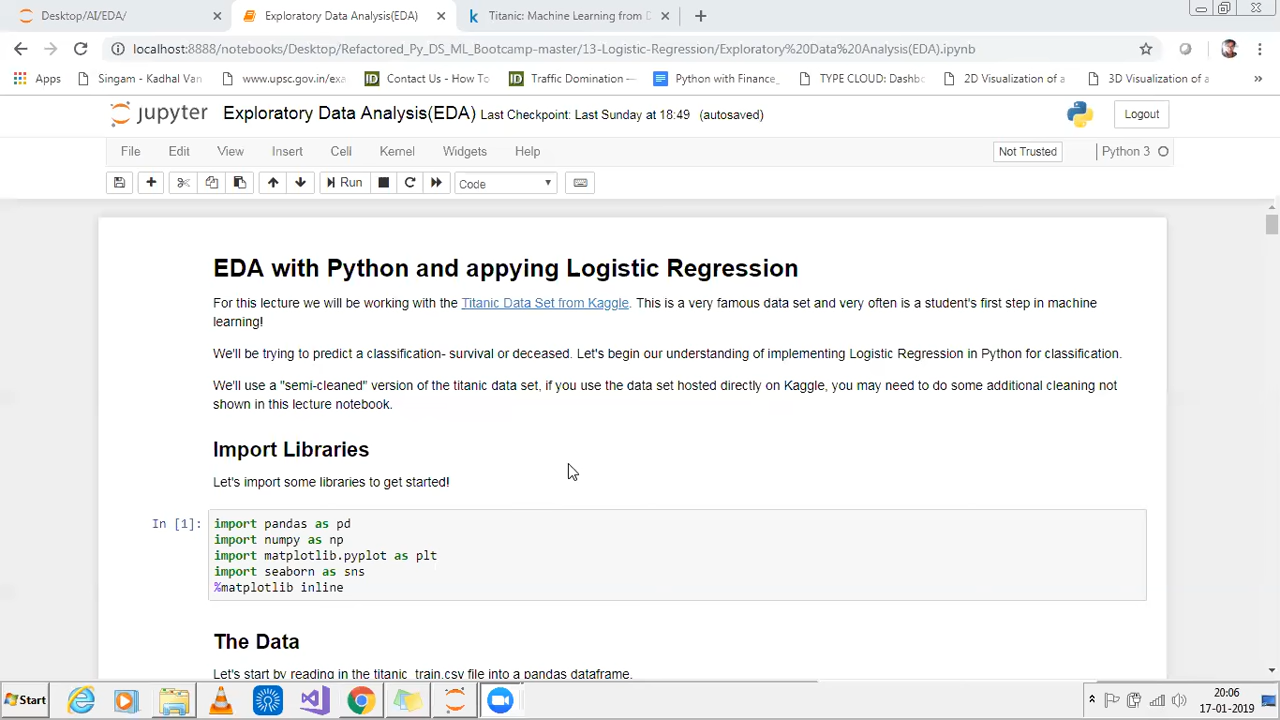 Desktop/AI/EDA/
Exploratory Data Analysis(EDA)
Titanic: Machine Learning from D
localhost:8888/notebooks/Desktop/Refactored_Py_DS_ML_Bootcamp-master/13-Logistic-Regression/Exploratory%20Data%20Analysis(EDA).ipynb
Apps
Singam - Kadhal Van
www.upsc.gov.in/exa
Contact Us - How To
Traffic Domination —
Python with Finance_
TYPE CLOUD: Dashb
2D Visualization of a
3D Visualization of a
»
jupyter Exploratory Data Analysis(EDA) Last Checkpoint: Last Sunday at 18:49 (autosaved)
Logout
File Edit View Insert Cell Kernel Widgets Help
Not Trusted
Python 3
Run
Code
EDA with Python and appying Logistic Regression
For this lecture we will be working with the Titanic Data Set from Kaggle. This is a very famous data set and very often is a student's first step in machine
learning!
We'll be trying to predict a classification- survival or deceased. Let's begin our understanding of implementing Logistic Regression in Python for classification.
We'll use a "semi-cleaned" version of the titanic data set, if you use the data set hosted directly on Kaggle, you may need to do some additional cleaning not
shown in this lecture notebook.
Import Libraries
Let's import some libraries to get started!
In [1]:
import pandas as pd
import numpy as np
import matplotlib.pyplot as plt
import seaborn as sns
%matplotlib inline
The Data
Let's start by reading in the titanic_train.csv file into a pandas dataframe.
Start
20:06
17-01-2019